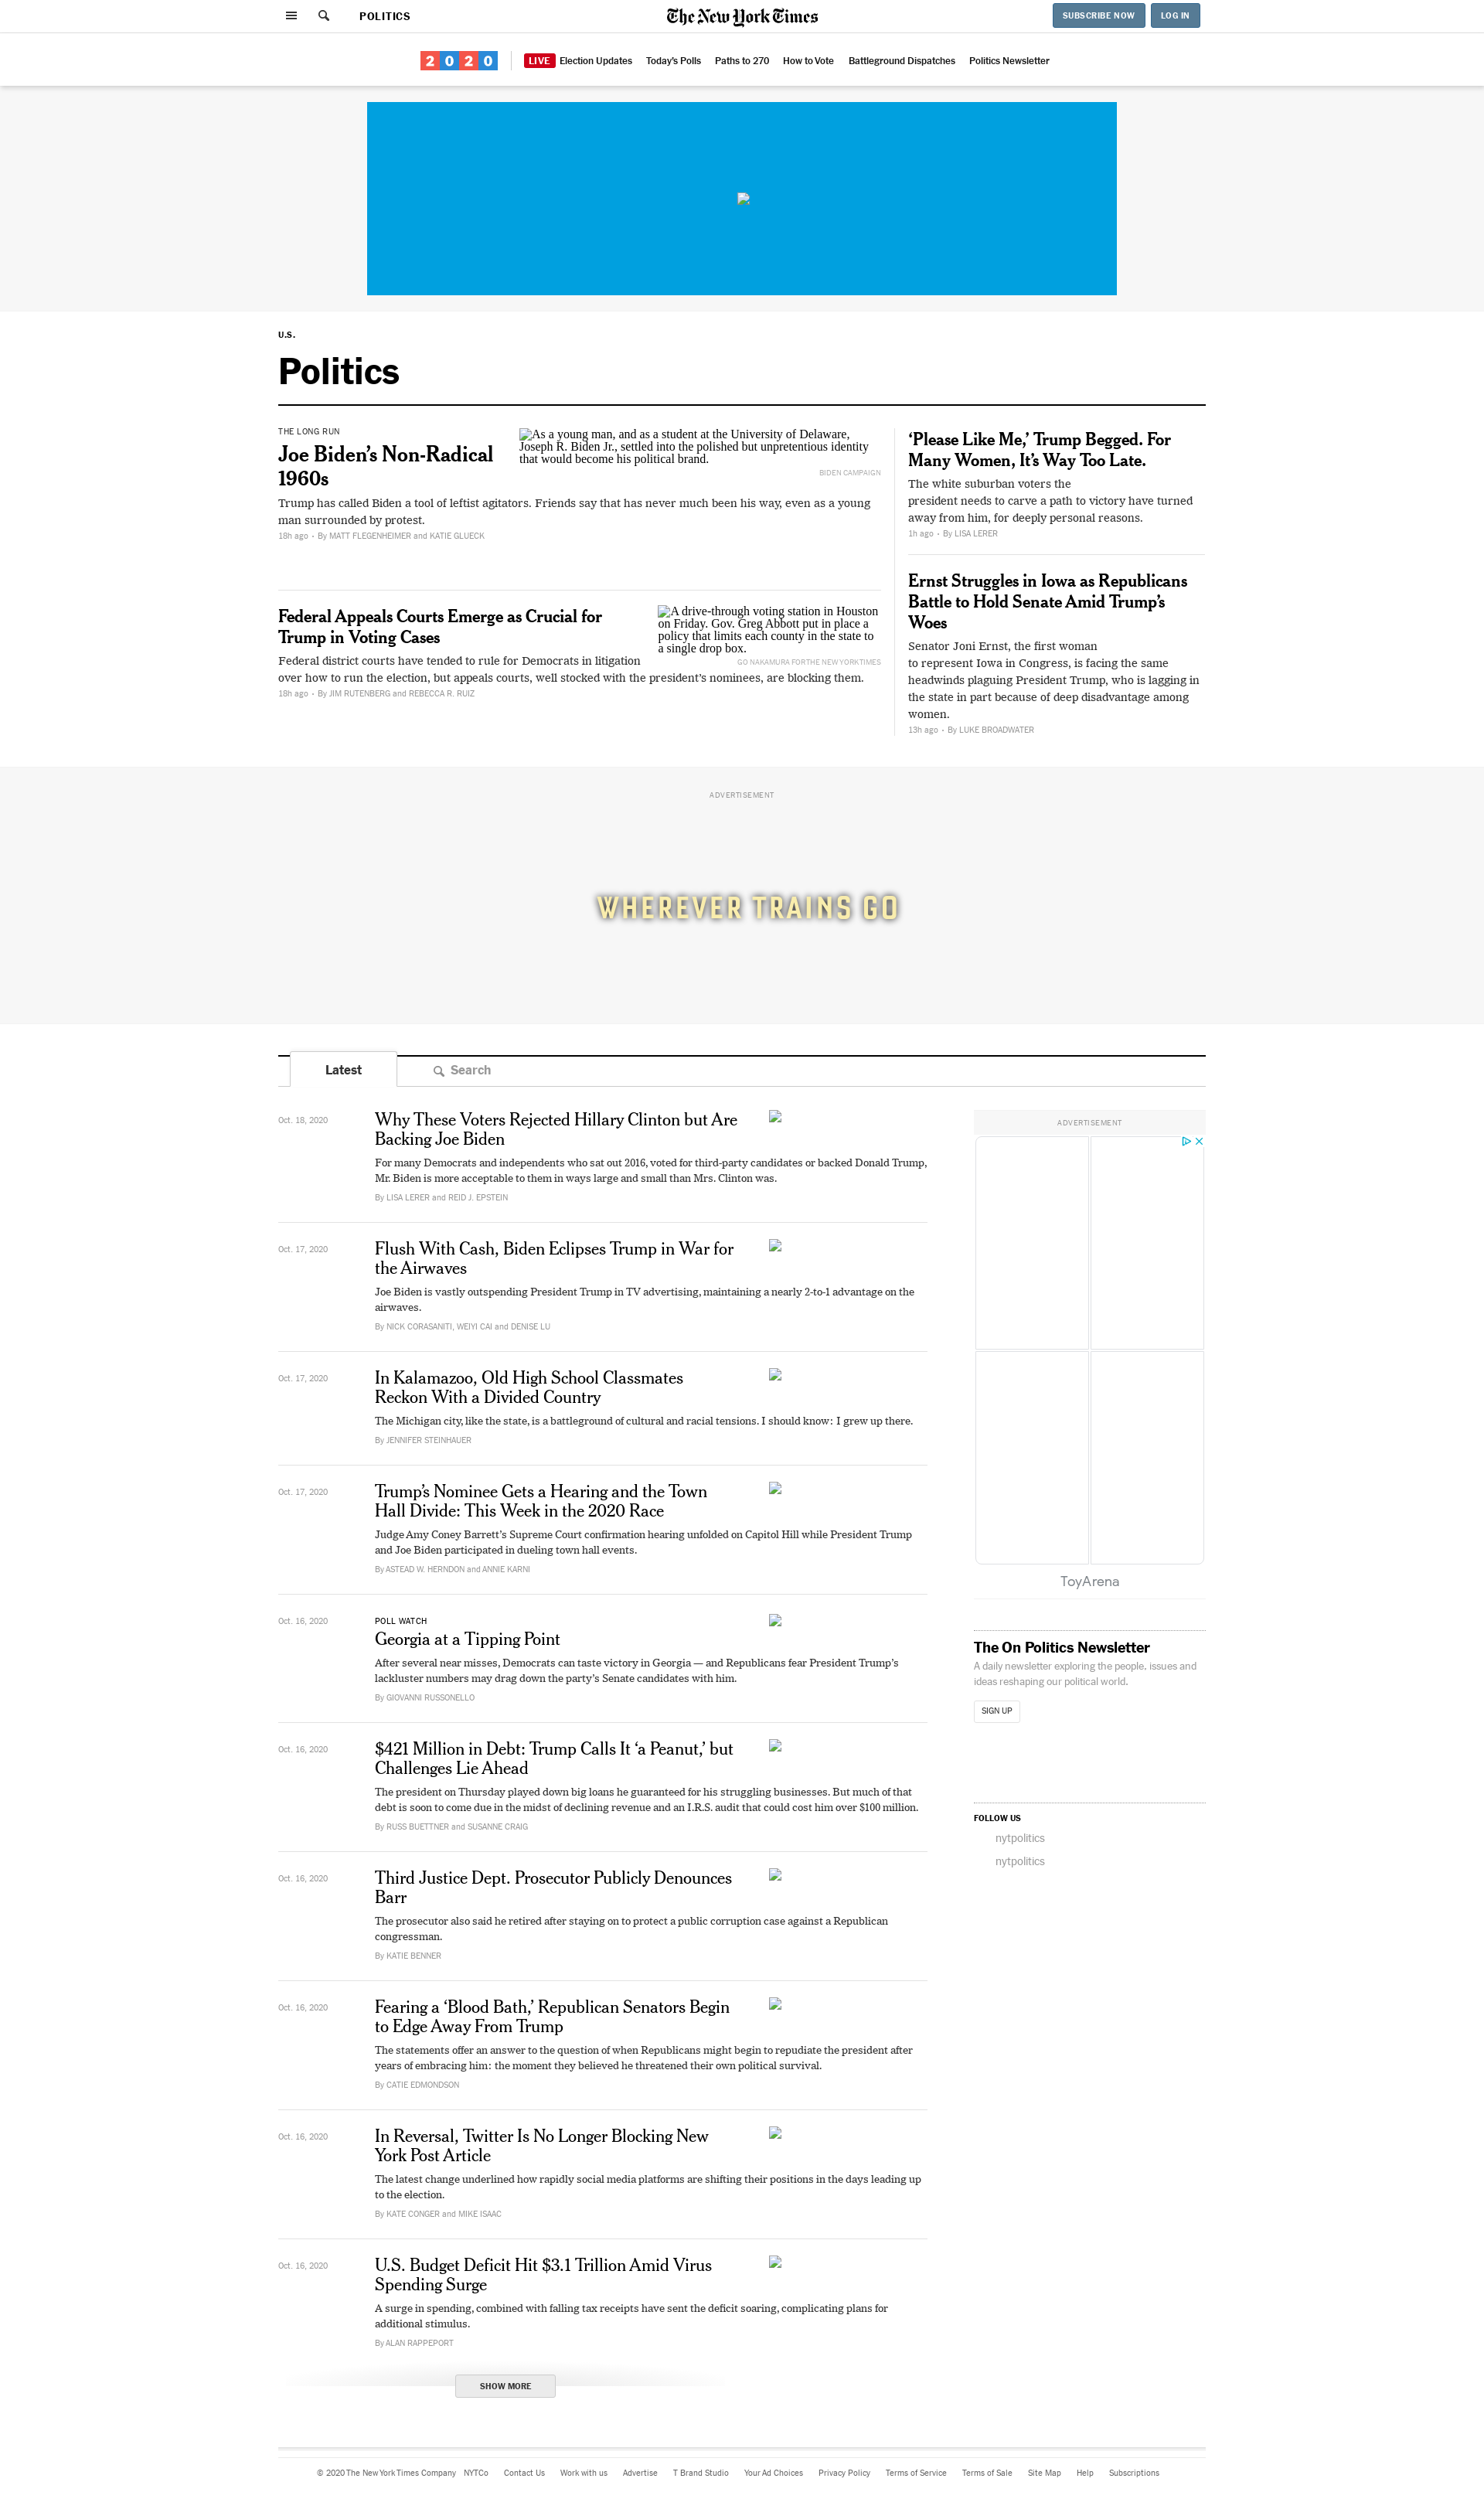 POLITICS
The New York Times
SUBSCRIBE NOW
LOG IN
2020
LIVE Election Updates
Today's Polls
Paths to 270
How to Vote
Battleground Dispatches
Politics Newsletter
U.S.
Politics
THE LONG RUN
Joe Biden's Non-Radical
1960s
As a young man, and as a student at the University of Delaware,
Joseph R. Biden Jr., settled into the polished but unpretentious identity
that would become his political brand.
BIDEN CAMPAIGN
Trump has called Biden a tool of leftist agitators. Friends say that has never much been his way, even as a young
man surrounded by protest.
18h ago • By MATT FLEGENHEIMER and KATIE GLUECK
Federal Appeals Courts Emerge as Crucial for
Trump in Voting Cases
A drive-through voting station in Houston
on Friday. Gov. Greg Abbott put in place a
policy that limits each county in the state to
a single drop box.
GO NAKAMURA FOR THE NEW YORK TIMES
Federal district courts have tended to rule for Democrats in litigation
over how to run the election, but appeals courts, well stocked with the president's nominees, are blocking them.
18h ago • By JIM RUTENBERG and REBECCA R. RUIZ
'Please Like Me,' Trump Begged. For
Many Women, It's Way Too Late.
The white suburban voters the
president needs to carve a path to victory have turned
away from him, for deeply personal reasons.
1h ago • By LISA LERER
Ernst Struggles in Iowa as Republicans
Battle to Hold Senate Amid Trump's
Woes
Senator Joni Ernst, the first woman
to represent Iowa in Congress, is facing the same
headwinds plaguing President Trump, who is lagging in
the state in part because of deep disadvantage among
women.
13h ago • By LUKE BROADWATER
ADVERTISEMENT
WHEREVER TRAINS GO
Latest
Search
Oct. 18, 2020
Why These Voters Rejected Hillary Clinton but Are
Backing Joe Biden
For many Democrats and independents who sat out 2016, voted for third-party candidates or backed Donald Trump,
Mr. Biden is more acceptable to them in ways large and small than Mrs. Clinton was.
By LISA LERER and REID J. EPSTEIN
Oct. 17, 2020
Flush With Cash, Biden Eclipses Trump in War for
the Airwaves
Joe Biden is vastly outspending President Trump in TV advertising, maintaining a nearly 2-to-1 advantage on the
airwaves.
By NICK CORASANITI, WEIYI CAI and DENISE LU
Oct. 17, 2020
In Kalamazoo, Old High School Classmates
Reckon With a Divided Country
The Michigan city, like the state, is a battleground of cultural and racial tensions. I should know: I grew up there.
By JENNIFER STEINHAUER
Oct. 17, 2020
Trump's Nominee Gets a Hearing and the Town
Hall Divide: This Week in the 2020 Race
Judge Amy Coney Barrett's Supreme Court confirmation hearing unfolded on Capitol Hill while President Trump
and Joe Biden participated in dueling town hall events.
By ASTEAD W. HERNDON and ANNIE KARNI
Oct. 16, 2020
POLL WATCH
Georgia at a Tipping Point
After several near misses, Democrats can taste victory in Georgia — and Republicans fear President Trump's
lackluster numbers may drag down the party's Senate candidates with him.
By GIOVANNI RUSSONELLO
Oct. 16, 2020
$421 Million in Debt: Trump Calls It 'a Peanut,' but
Challenges Lie Ahead
The president on Thursday played down big loans he guaranteed for his struggling businesses. But much of that
debt is soon to come due in the midst of declining revenue and an I.R.S. audit that could cost him over $100 million.
By RUSS BUETTNER and SUSANNE CRAIG
Oct. 16, 2020
Third Justice Dept. Prosecutor Publicly Denounces
Barr
The prosecutor also said he retired after staying on to protect a public corruption case against a Republican
congressman.
By KATIE BENNER
Oct. 16, 2020
Fearing a 'Blood Bath,' Republican Senators Begin
to Edge Away From Trump
The statements offer an answer to the question of when Republicans might begin to repudiate the president after
years of embracing him: the moment they believed he threatened their own political survival.
By CATIE EDMONDSON
Oct. 16, 2020
In Reversal, Twitter Is No Longer Blocking New
York Post Article
The latest change underlined how rapidly social media platforms are shifting their positions in the days leading up
to the election.
By KATE CONGER and MIKE ISAAC
Oct. 16, 2020
U.S. Budget Deficit Hit $3.1 Trillion Amid Virus
Spending Surge
A surge in spending, combined with falling tax receipts have sent the deficit soaring, complicating plans for
additional stimulus.
By ALAN RAPPEPORT
SHOW MORE
ADVERTISEMENT
ToyArena
The On Politics Newsletter
A daily newsletter exploring the people, issues and
ideas reshaping our political world.
SIGN UP
FOLLOW US
nytpolitics
nytpolitics
© 2020 The New York Times Company
NYTCo
Contact Us
Work with us
Advertise
T Brand Studio
Your Ad Choices
Privacy Policy
Terms of Service
Terms of Sale
Site Map
Help
Subscriptions